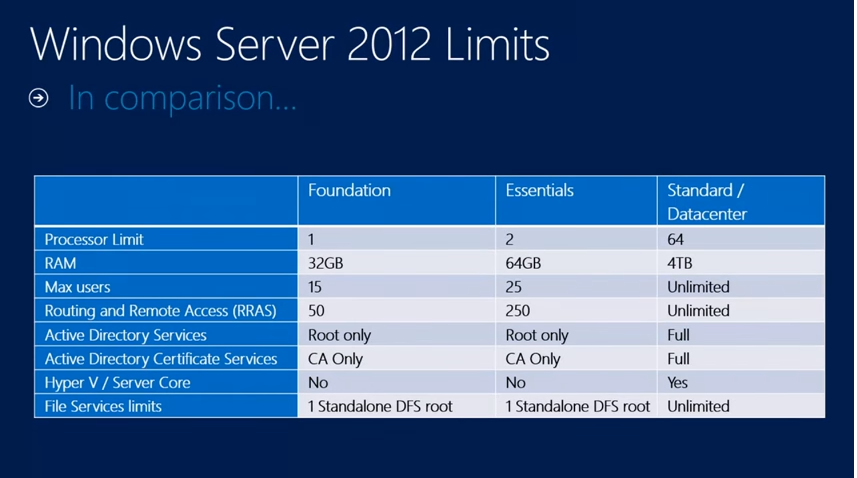 Windows Server 2012 Limits
In comparison...
Foundation Essentials Standard /
Datacenter
Processor Limit 1 2 64
RAM 32GB 64GB 4TB
Max users 15 25 Unlimited
Routing and Remote Access (RRAS) 50 250 Unlimited
Active Directory Services Root only Root only Full
Active Directory Certificate Services CA Only CA Only Full
Hyper V / Server Core No No Yes
File Services limits 1 Standalone DFS root 1 Standalone DFS root Unlimited